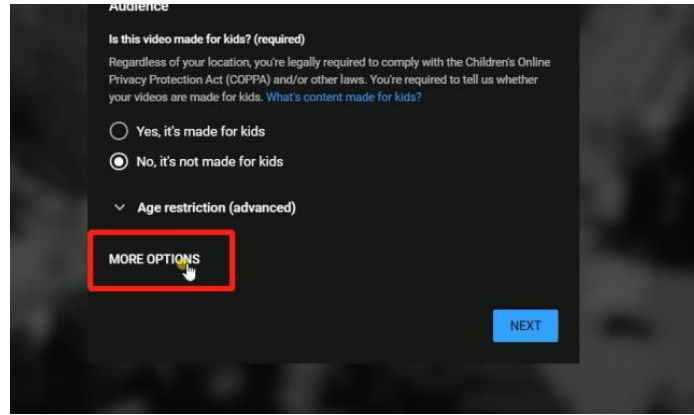 Audience
Is this video made for kids? (required)
Regardless of your location, you're legally required to comply with the Children's Online
Privacy Protection Act (COPPA) and/or other laws. You're required to tell us whether
your videos are made for kids. What's content made for kids?
Yes, it's made for kids
No, it's not made for kids
Age restriction (advanced)
MORE OPTIONS
NEXT